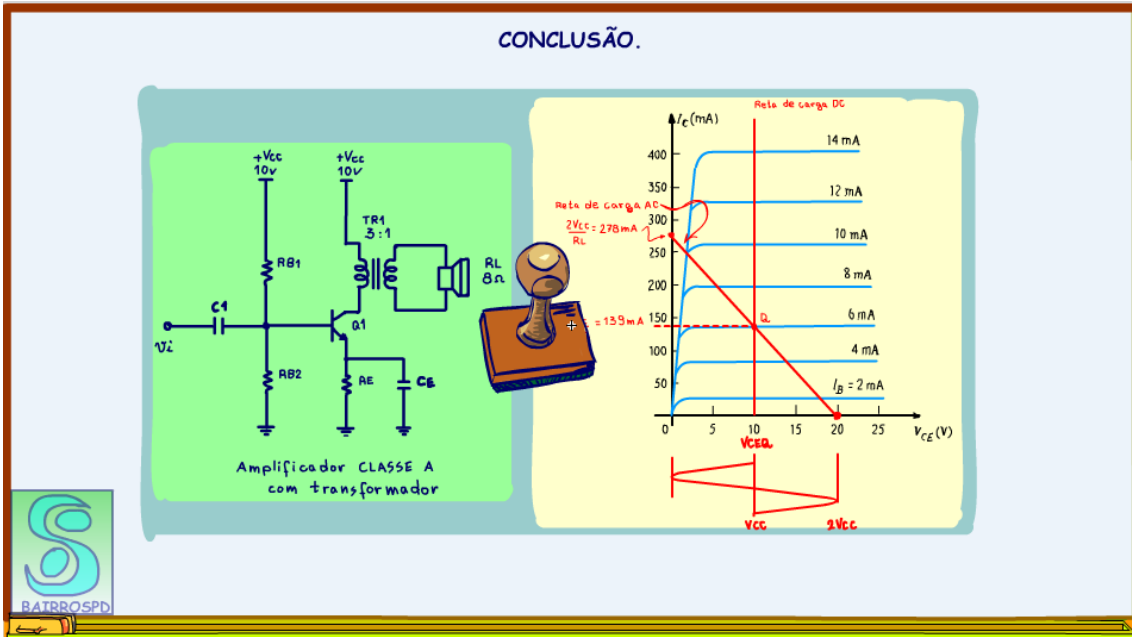 CONCLUSÃO.
+Vcc
10v
+Vcc
10v
TR1
3:1
RB1
RL
8Ω
C1
Q1
Vi
RB2
RE
CE
Amplificador CLASSE A
com transformador
Reta de carga DC
Ic (mA)
14 mA
400
350
12 mA
Reta de carga AC
300
2Vcc
RL
= 278mA
10 mA
250
8 mA
200
6 mA
Q
= 139mA
150
4 mA
100
50
IB = 2 mA
0 5 10 15 20 25
VCE (V)
VCEQ
VCC 2VCC
S
BAIRROSPD